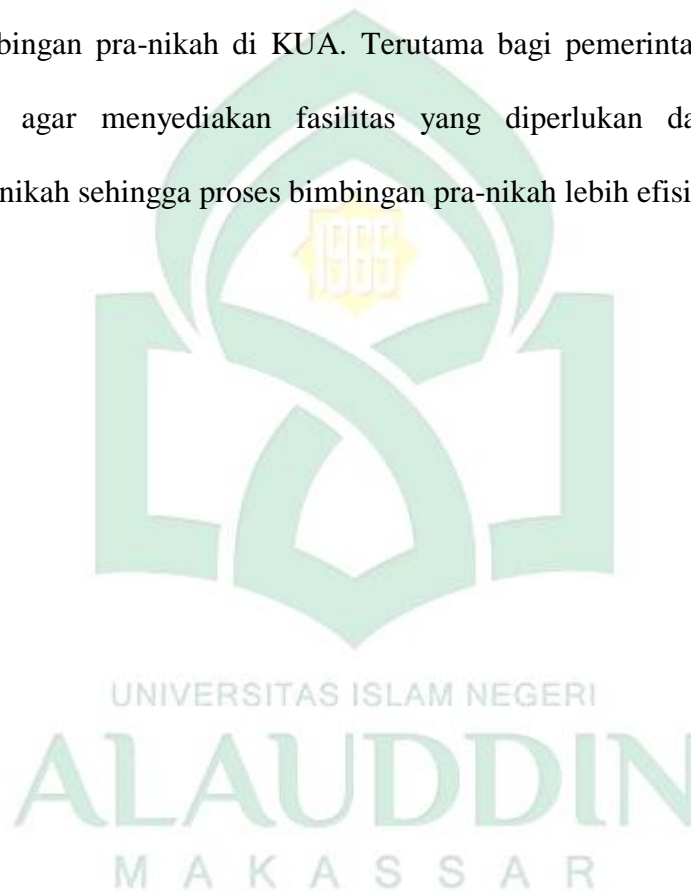 bingan pra-nikah di KUA. Terutama bagi pemerinta
agar menyediakan fasilitas yang diperlukan da
nikah sehingga proses bimbingan pra-nikah lebih efisi
1965
UNIVERSITAS ISLAM NEGERI
ALAUDDIN
MAKASSAR